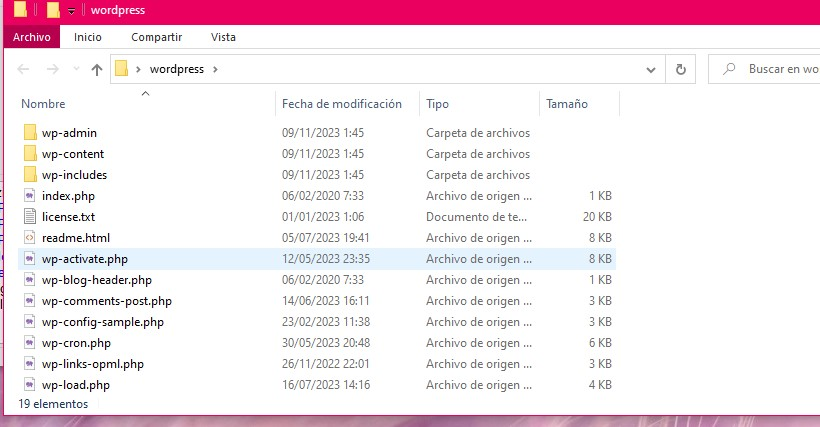 wordpress
Archivo Inicio Compartir Vista
wordpress Buscar en wo
Nombre Fecha de modificación Tipo Tamaño
wp-admin 09/11/2023 1:45 Carpeta de archivos
wp-content 09/11/2023 1:45 Carpeta de archivos
wp-includes 09/11/2023 1:45 Carpeta de archivos
index.php 06/02/2020 7:33 Archivo de origen ... 1 KB
license.txt 01/01/2023 1:06 Documento de te... 20 KB
readme.html 05/07/2023 19:41 Archivo de origen ... 8 KB
wp-activate.php 12/05/2023 23:35 Archivo de origen ... 8 KB
wp-blog-header.php 06/02/2020 7:33 Archivo de origen ... 1 KB
wp-comments-post.php 14/06/2023 16:11 Archivo de origen ... 3 KB
wp-config-sample.php 23/02/2023 11:38 Archivo de origen ... 3 KB
wp-cron.php 30/05/2023 20:48 Archivo de origen ... 6 KB
wp-links-opml.php 26/11/2022 22:01 Archivo de origen ... 3 KB
wp-load.php 16/07/2023 14:16 Archivo de origen ... 4 KB
19 elementos